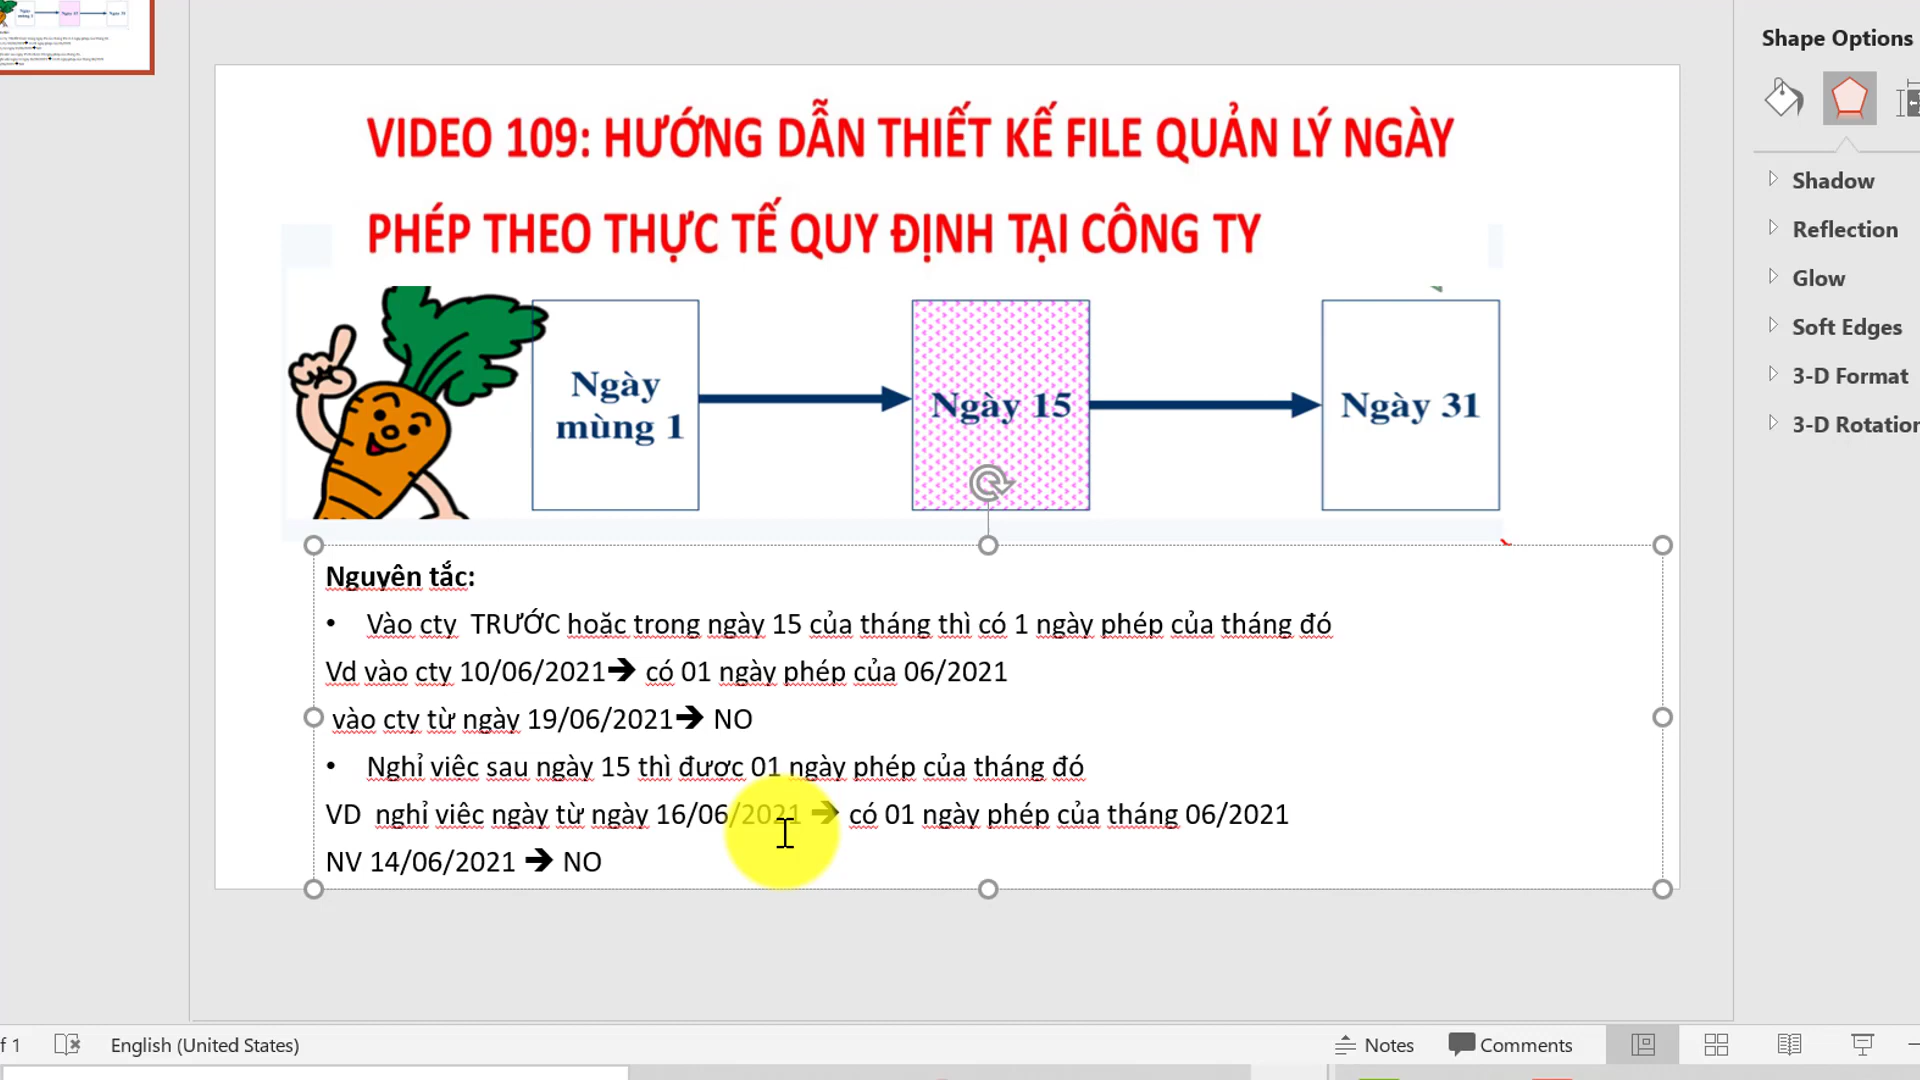 Shape Options
VIDEO 109: HƯỚNG DẪN THIẾT KẾ FILE QUẢN LÝ NGÀY
PHÉP THEO THỰC TẾ QUY ĐỊNH TẠI CÔNG TY
Shadow
Reflection
Glow
Soft Edges
3-D Format
3-D Rotation
Ngày
mùng 1
Ngày 15
Ngày 31
Nguyên tắc:
• Vào cty TRƯỚC hoặc trong ngày 15 của tháng thì có 1 ngày phép của tháng đó
Vd vào cty 10/06/2021➔ có 01 ngày phép của 06/2021
vào cty từ ngày 19/06/2021➔ NO
• Nghỉ việc sau ngày 15 thì được 01 ngày phép của tháng đó
VD nghỉ việc ngày từ ngày 16/06/2021 ➔ có 01 ngày phép của tháng 06/2021
NV 14/06/2021 ➔ NO
f 1
English (United States)
Notes
Comments